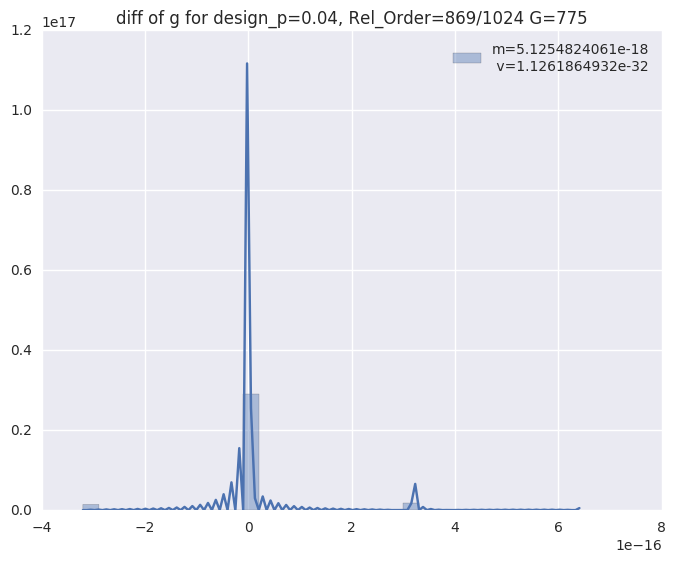 diff of g for design_p=0.04, Rel_Order=869/1024 G=775
1e17
1.2
1.0
0.8
0.6
0.4
0.2
0.0
m=5.1254824061e-18
v=1.1261864932e-32
−4
−2
0
2
4
6
8
1e−16